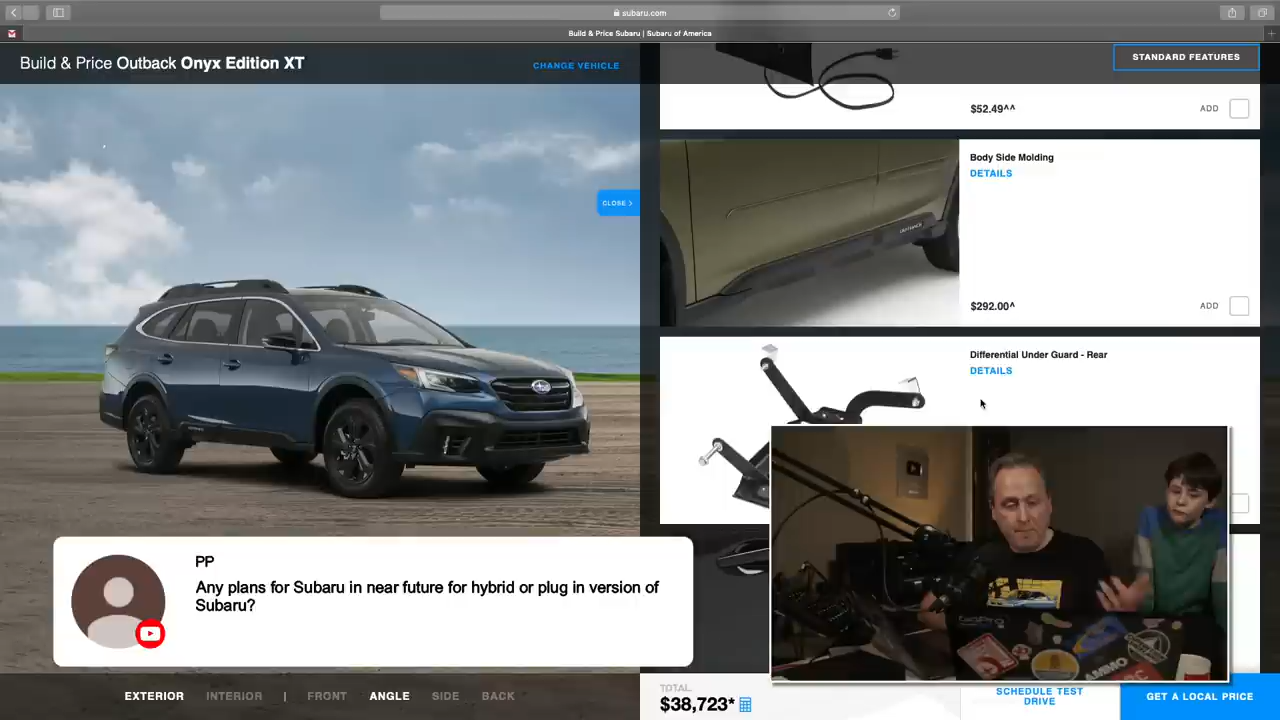 subaru.com
Build & Price Subaru | Subaru of America
Build & Price Outback Onyx Edition XT
CHANGE VEHICLE
STANDARD FEATURES
$52.49^^
ADD
Body Side Molding
DETAILS
CLOSE >
$292.00^
ADD
Differential Under Guard - Rear
DETAILS
PP
Any plans for Subaru in near future for hybrid or plug in version of
Subaru?
GoPro
AMMO
EXTERIOR INTERIOR | FRONT ANGLE SIDE BACK
TOTAL
$38,723*
SCHEDULE TEST
DRIVE
GET A LOCAL PRICE